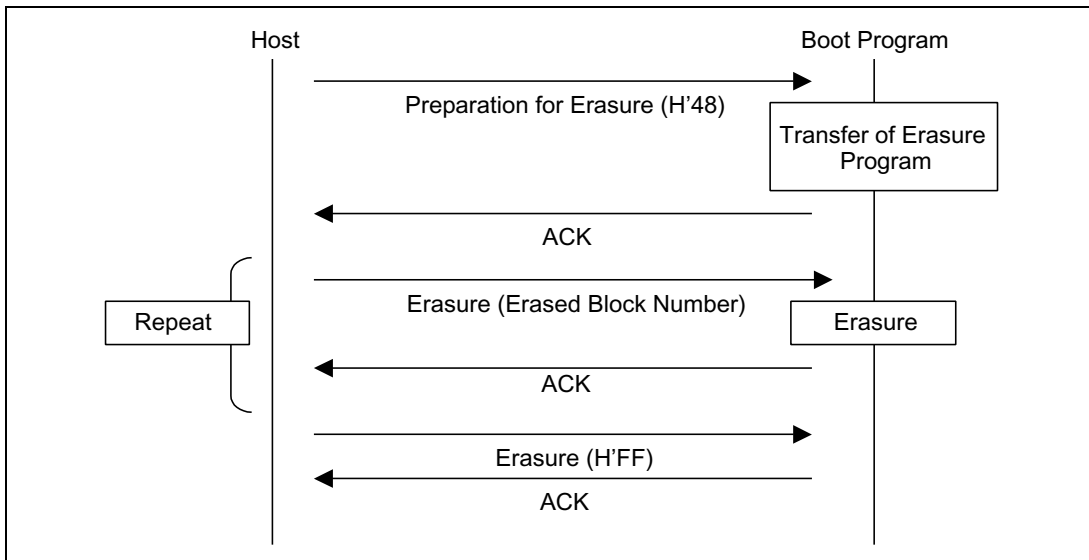 Host
Boot Program
Preparation for Erasure (H’48)
Transfer of Erasure
Program
ACK
Erasure (Erased Block Number)
Repeat
Erasure
ACK
Erasure (H’FF)
ACK